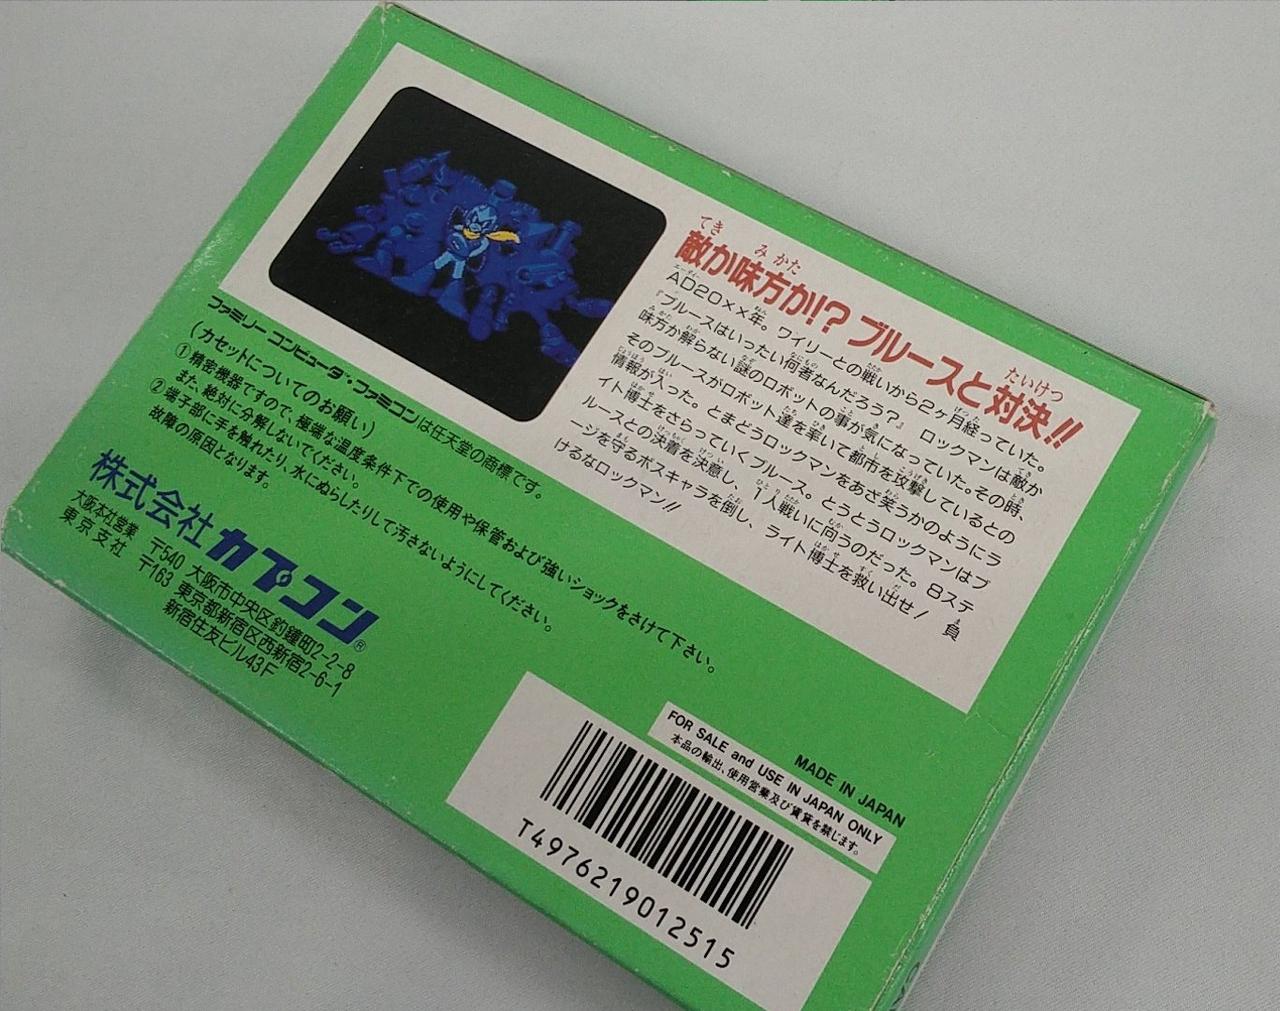 敵か味方か!? ブルースと対決!!
AD20××年。ワイリーとの戦いから2ヶ月経っていた。
『ブルースはいったい何者なんだろう?』 ロックマンは敵か
味方か解らない謎のロボットの事が気になっていた。その時、
そのブルースがロボット達を率いて都市を攻撃しているとの
情報が入った。とまどうロックマンをあざ笑うかのようにラ
イト博士をさらっていくブルース。とうとうロックマンはブ
ルースとの決着を決意し、1人戦いに向うのだった。8ステ
ージを守るボスキャラを倒し、ライト博士を救い出せ! 負
けるなロックマン!!
ファミリーコンピュータ・ファミコンは任天堂の商標です。
(カセットについてのお願い)
①精密機器ですので、極端な温度条件下での使用や保管および強いショックをさけて下さい。
また、絶対に分解しないでください。
②端子部に手を触れたり、水にぬらしたりして汚さないようにしてください。
故障の原因となります。
株式会社カプコン®
大阪本社営業 〒540 大阪市中央区釣鐘町2-2-8
東京支社 〒163 東京都新宿区西新宿2-6-1
新宿住友ビル43F
MADE IN JAPAN
FOR SALE and USE IN JAPAN ONLY
本品の輸出、使用営業及び賃貸を禁じます。
T4976219012515